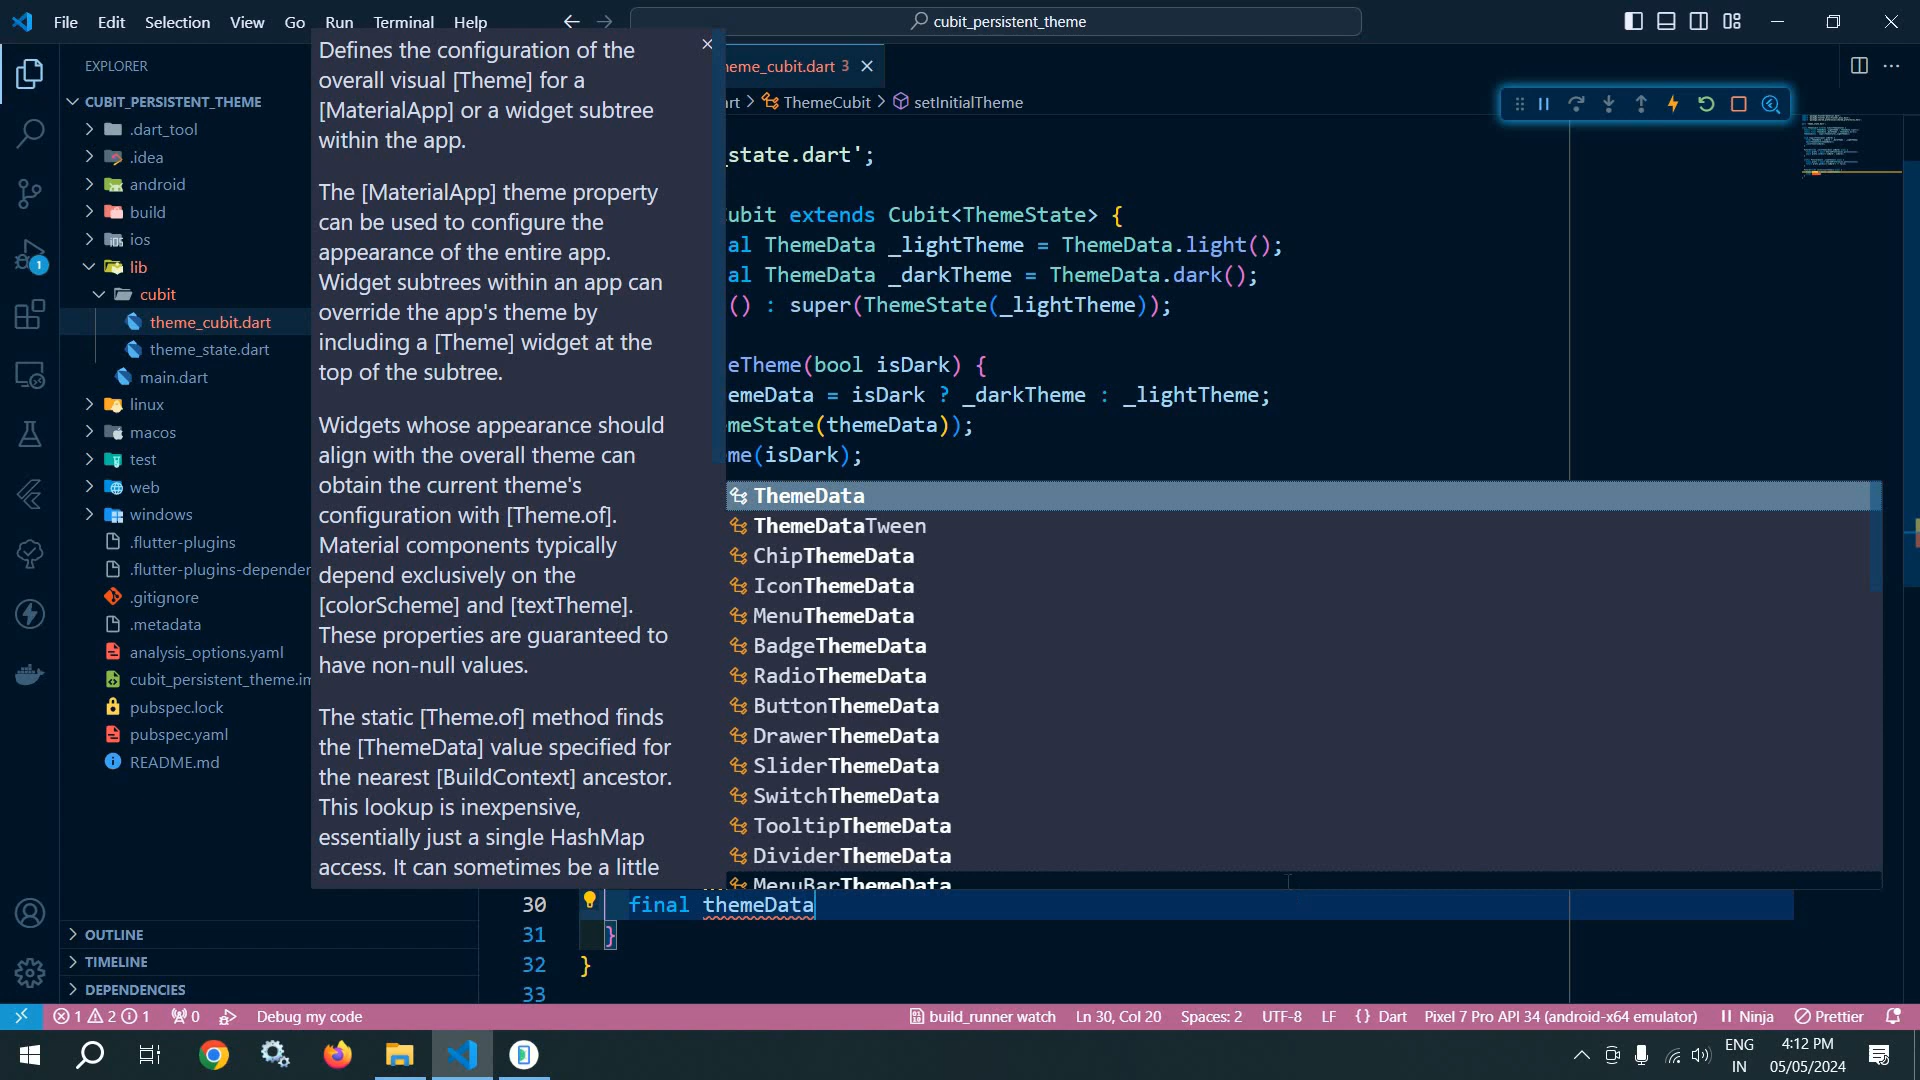 File Edit Selection View Go Run Terminal Help
cubit_persistent_theme
EXPLORER
CUBIT_PERSISTENT_THEME
.dart_tool
.idea
android
build
ios
lib
cubit
theme_cubit.dart
theme_state.dart
main.dart
linux
macos
test
web
windows
.flutter-plugins
.flutter-plugins-depender
.gitignore
.metadata
analysis_options.yaml
cubit_persistent_theme.im
pubspec.lock
pubspec.yaml
README.md
OUTLINE
TIMELINE
DEPENDENCIES
Defines the configuration of the
overall visual [Theme] for a
[MaterialApp] or a widget subtree
within the app.
The [MaterialApp] theme property
can be used to configure the
appearance of the entire app.
Widget subtrees within an app can
override the app's theme by
including a [Theme] widget at the
top of the subtree.
Widgets whose appearance should
align with the overall theme can
obtain the current theme's
configuration with [Theme.of].
Material components typically
depend exclusively on the
[colorScheme] and [textTheme].
These properties are guaranteed to
have non-null values.
The static [Theme.of] method finds
the [ThemeData] value specified for
the nearest [BuildContext] ancestor.
This lookup is inexpensive,
essentially just a single HashMap
access. It can sometimes be a little
eme_cubit.dart 3
rt > ThemeCubit > setInitialTheme
_state.dart';
ubit extends Cubit<ThemeState> {
al ThemeData _lightTheme = ThemeData.light();
al ThemeData _darkTheme = ThemeData.dark();
() : super(ThemeState(_lightTheme));
eTheme(bool isDark) {
emeData = isDark ? _darkTheme : _lightTheme;
meState(themeData));
me(isDark);
ThemeData
ThemeDataTween
ChipThemeData
IconThemeData
MenuThemeData
BadgeThemeData
RadioThemeData
ButtonThemeData
DrawerThemeData
SliderThemeData
SwitchThemeData
TooltipThemeData
DividerThemeData
MenuBarThemeData
30 final themeData
31 }
32 }
33
1 2 1 0 Debug my code
build_runner watch Ln 30, Col 20 Spaces: 2 UTF-8 LF {} Dart Pixel 7 Pro API 34 (android-x64 emulator) Ninja Prettier
1
ENG
IN
4:12 PM
05/05/2024